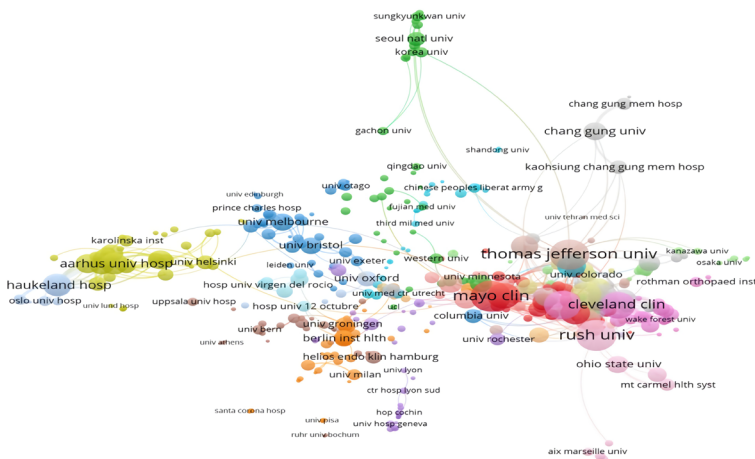 sungkyunkwan univ
seoul natl univ
korea univ
chang gung mem hosp
gachon univ
chang gung univ
shandong univ
qingdao univ
kaohsiung chang gung mem hosp
univ otago
chinese peoples liberat army g
univ edinburgh
prince charles hosp
fujian med univ
univ melbourne
third mil med univ
univ tehran med sci
karolinska inst
univ bristol
thomas jefferson univ
kanazawa univ
aarhus univ hosp
univ helsinki
univ exeter
western univ
osaka univ
haukeland hosp
hosp univ virgen del rocio
univ oxford
univ minnesota
univ colorado
rothman orthopaed inst
oslo univ hosp
univ lund hosp
uppsala univ hosp
hosp univ 12 octubre
univ med ctr utrecht
ucl
mayo clin
cleveland clin
columbia univ
wake forest univ
univ bern
univ groningen
berlin inst hlth
univ rochester
rush univ
univ athens
helios endo klin hamburg
univ milan
univ lyon
ohio state univ
ctr hosp lyon sud
mt carmel hlth syst
santa corona hosp
hop cochin
univ pisa
univ hosp geneva
ruhr univ bochum
aix marseille univ